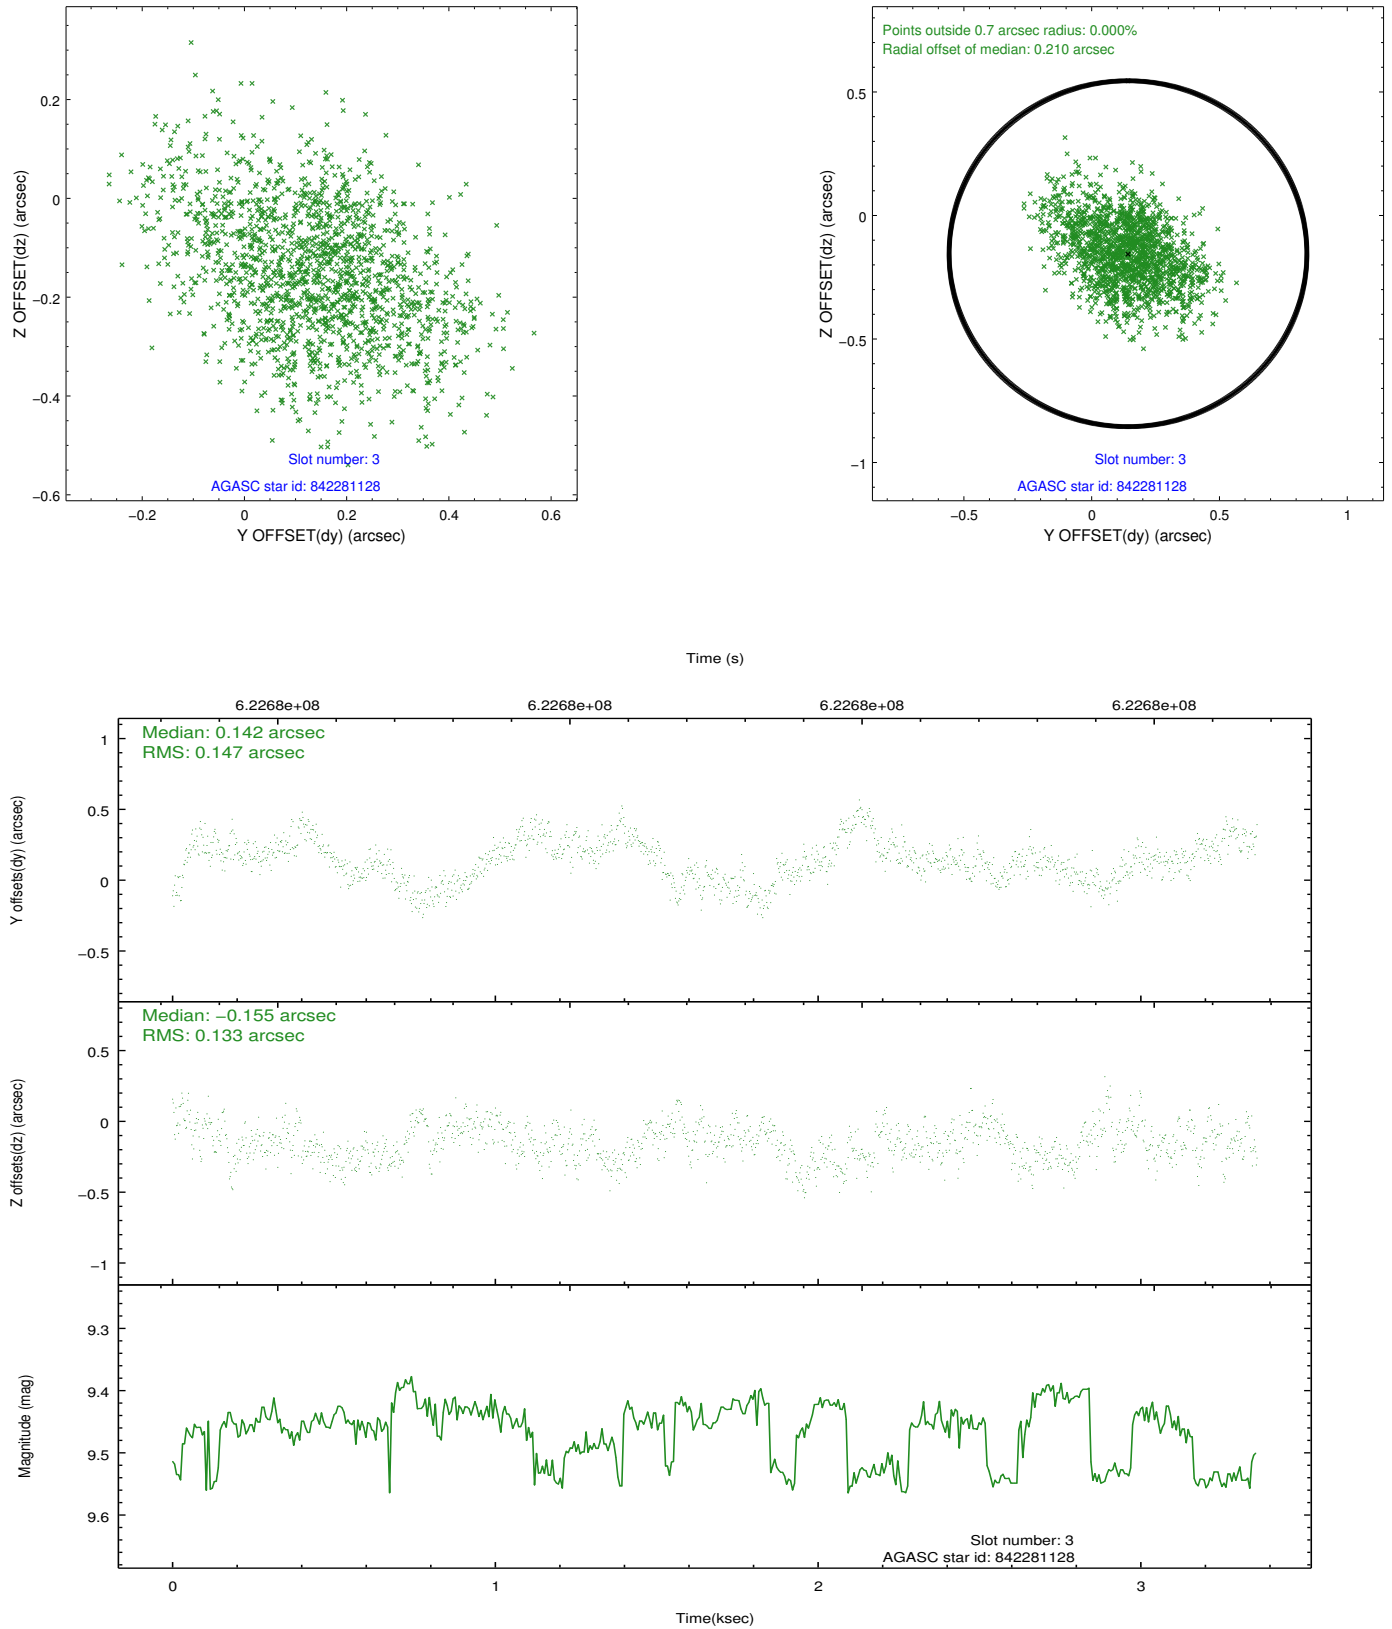 0.2
0
−0.2
−0.4
−0.6
−0.2
0
0.2
0.4
0.6
Z OFFSET(dz) (arcsec)
Y OFFSET(dy) (arcsec)
Slot number: 3
AGASC star id: 842281128
Points outside 0.7 arcsec radius: 0.000%
Radial offset of median: 0.210 arcsec
0.5
0
−0.5
−1
−0.5
0
0.5
1
Z OFFSET(dz) (arcsec)
Y OFFSET(dy) (arcsec)
Slot number: 3
AGASC star id: 842281128
Time (s)
6.2268e+08
6.2268e+08
6.2268e+08
6.2268e+08
Median: 0.142 arcsec
RMS: 0.147 arcsec
1
0.5
0
−0.5
Y offsets(dy) (arcsec)
Median: −0.155 arcsec
RMS: 0.133 arcsec
0.5
0
−0.5
−1
Z offsets(dz) (arcsec)
9.3
9.4
9.5
9.6
Magnitude (mag)
Slot number: 3
AGASC star id: 842281128
0
1
2
3
Time(ksec)